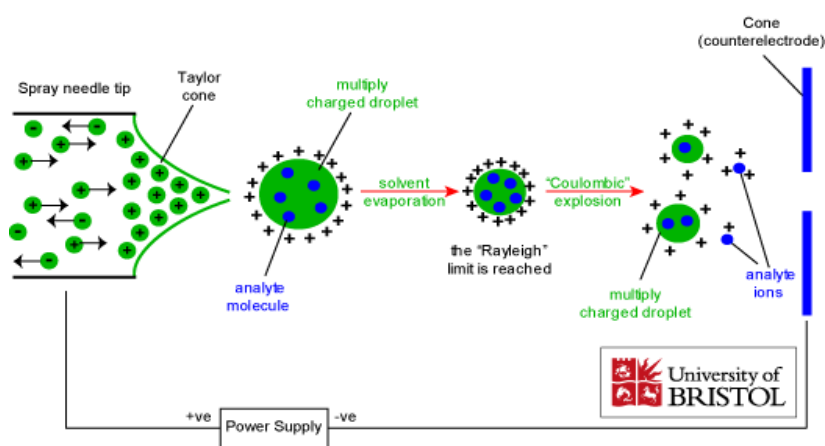 Cone
(counterelectrode)
Spray needle tip
Taylor
cone
multiply
charged droplet
solvent
evaporation
"Coulombic"
explosion
the "Rayleigh"
limit is reached
analyte
molecule
multiply
charged droplet
analyte
ions
University of
BRISTOL
+ve
Power Supply
-ve